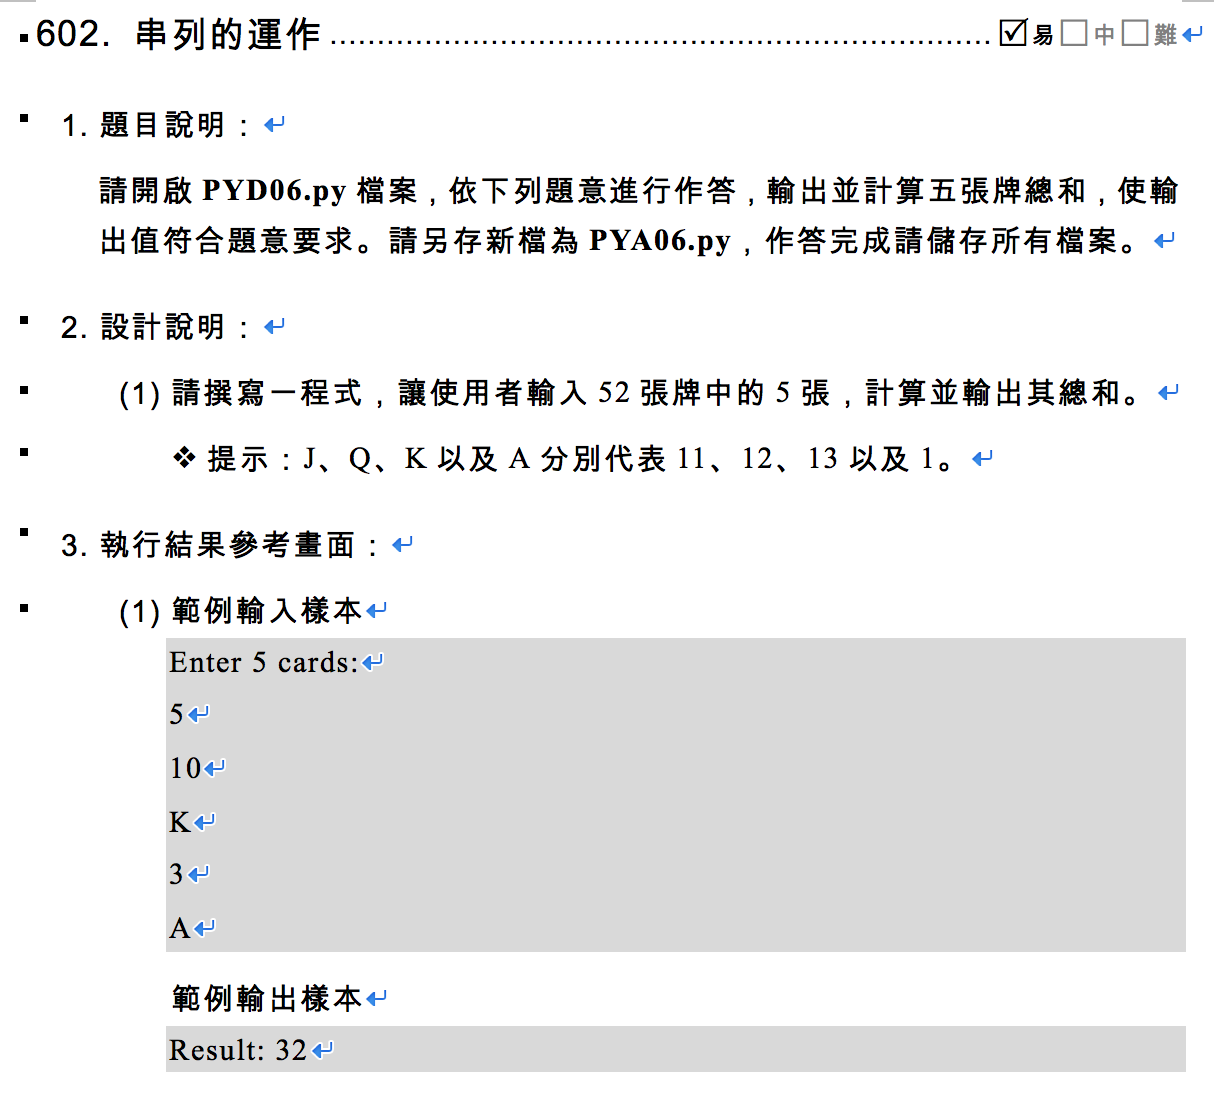 602. 串列的運作.......................................................................☑易☐中☐難↵
1. 題目說明：↵
請開啟 PYD06.py 檔案，依下列題意進行作答，輸出並計算五張牌總和，使輸
出值符合題意要求。請另存新檔為 PYA06.py，作答完成請儲存所有檔案。↵
2. 設計說明：↵
(1) 請撰寫一程式，讓使用者輸入 52 張牌中的 5 張，計算並輸出其總和。↵
❖ 提示：J、Q、K 以及 A 分別代表 11、12、13 以及 1。↵
3. 執行結果參考畫面：↵
(1) 範例輸入樣本↵
Enter 5 cards:↵
5↵
10↵
K↵
3↵
A↵
範例輸出樣本↵
Result: 32↵